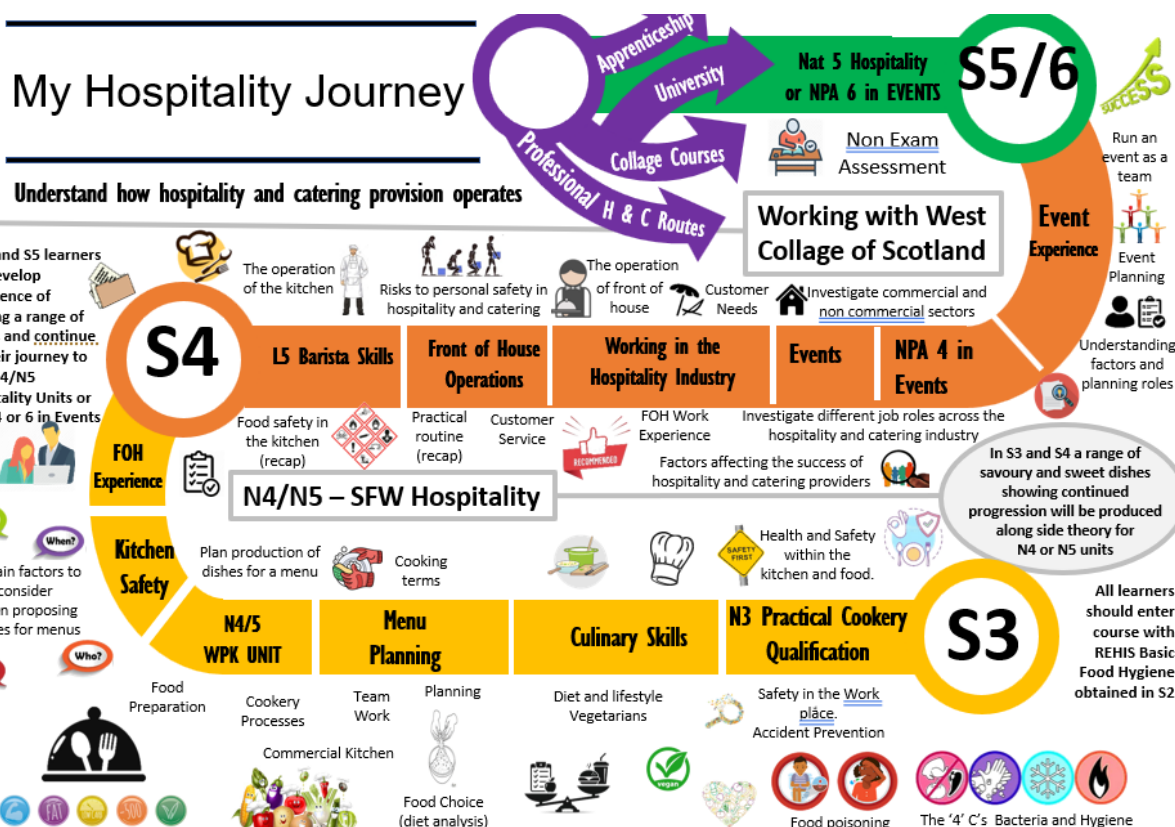 My Hospitality Journey
Understand how hospitality and catering provision operates
Apprenticeship
University
Collage Courses
Professional H & C Routes
Nat 5 Hospitality
or NPA 6 in EVENTS
S5/6
SUCCESS
Non Exam
Assessment
Run an
event as a
team
Working with West
Collage of Scotland
Event
Experience
Event
Planning
Understanding
factors and
planning roles
and S5 learners
of
ng a range of
and continue
eir journey to
4/N5
ality Units or
4 or 6 in Events
The operation
of the kitchen
Risks to personal safety in
hospitality and catering
The operation
of front of
house
Customer
Needs
Investigate commercial and
non commercial sectors
S4
L5 Barista Skills
Front of House
Operations
Working in the
Hospitality Industry
Events
NPA 4 in
Events
Food safety in
the kitchen
(recap)
Practical
routine
(recap)
Customer
Service
RECOMMENDED
FOH Work
Experience
Investigate different job roles across the
hospitality and catering industry
Factors affecting the success of
hospitality and catering providers
In S3 and S4 a range of
savoury and sweet dishes
showing continued
progression will be produced
along side theory for
N4 or N5 units
FOH
Experience
N4/N5 – SFW Hospitality
When?
ain factors to
consider
n proposing
es for menus
Who?
Kitchen
Safety
Plan production of
dishes for a menu
Cooking
terms
SAFETY
FIRST
Health and Safety
within the
kitchen and food.
N4/5
WPK UNIT
Menu
Planning
Culinary Skills
N3 Practical Cookery
Qualification
S3
All learners
should enter
course with
REHIS Basic
Food Hygiene
obtained in S2
Food
Preparation
Cookery
Processes
Team
Work
Planning
Diet and lifestyle
Vegetarians
Safety in the Work
place.
Accident Prevention
Commercial Kitchen
Food Choice
(diet analysis)
vegan
FAT
Food poisoning
The '4' C's Bacteria and Hygiene